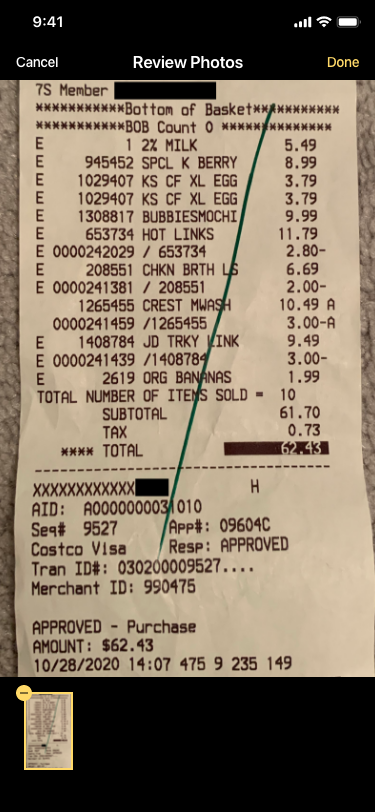 9:41
Cancel Review Photos Done
7S Member
***********Bottom of Basket***********
***********BOB Count 0 **************
E 1 2% MILK 5.49
E 945452 SPCL K BERRY 8.99
E 1029407 KS CF XL EGG 3.79
E 1029407 KS CF XL EGG 3.79
E 1308817 BUBBIESMOCHI 9.99
E 653734 HOT LINKS 11.79
E 0000242029 / 653734 2.80-
E 208551 CHKN BRTH LS 6.69
E 0000241381 / 208551 2.00-
1265455 CREST MWASH 10.49 A
0000241459 /1265455 3.00-A
E 1408784 JD TRKY LINK 9.49
E 0000241439 /1408784 3.00-
E 2619 ORG BANANAS 1.99
TOTAL NUMBER OF ITEMS SOLD = 10
SUBTOTAL 61.70
TAX 0.73
**** TOTAL 62.43
XXXXXXXXXXXX H
AID: A0000000031010
Seq# 9527 App#: 09604C
Costco Visa Resp: APPROVED
Tran ID#: 030200009527....
Merchant ID: 990475
APPROVED - Purchase
AMOUNT: $62.43
10/28/2020 14:07 475 9 235 149